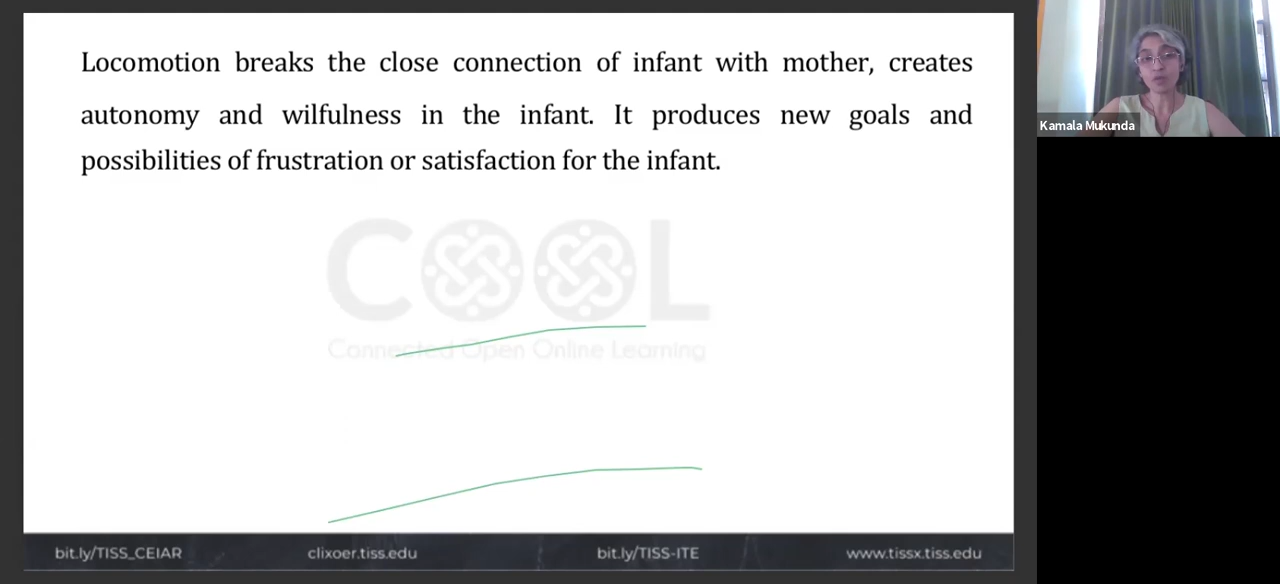 Locomotion breaks the close connection of infant with mother, creates
autonomy and wilfulness in the infant. It produces new goals and
possibilities of frustration or satisfaction for the infant.
Kamala Mukunda
COOL
Connected Open Online Learning
bit.ly/TISS_CEIAR clixoer.tiss.edu bit.ly/TISS-ITE www.tissx.tiss.edu